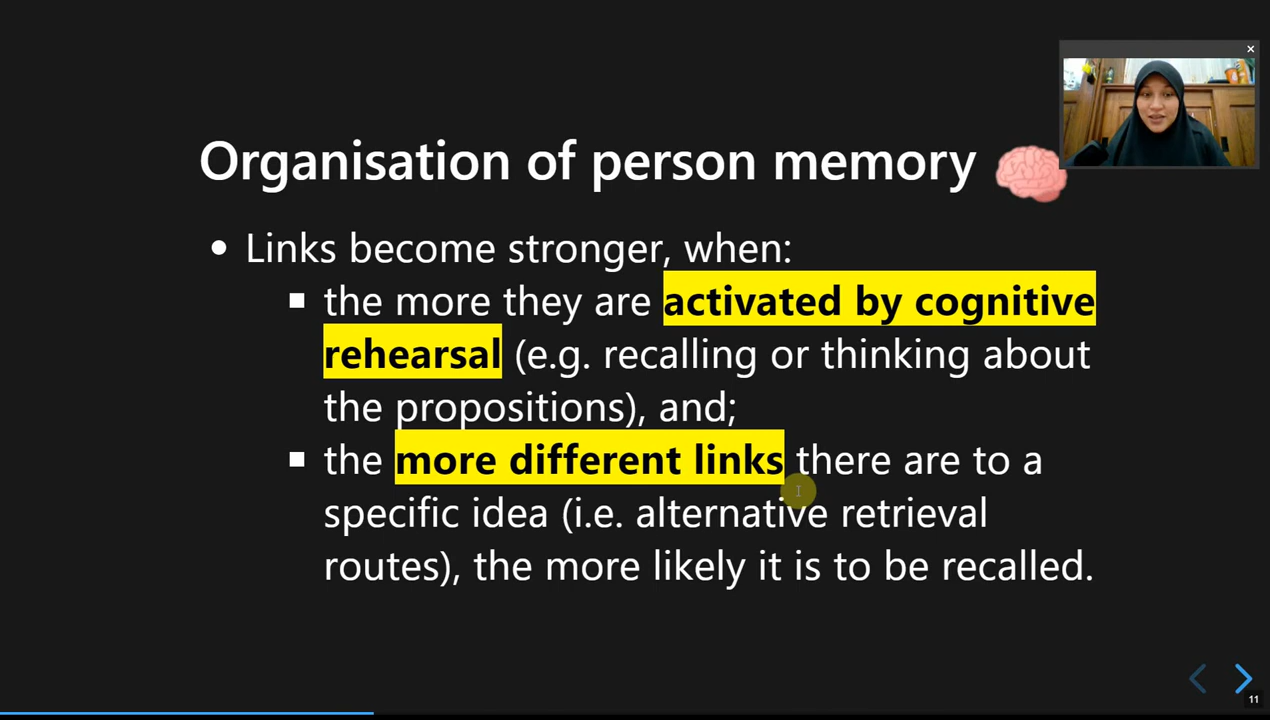 Organisation of person memory
Links become stronger, when:
the more they are activated by cognitive
rehearsal (e.g. recalling or thinking about
the propositions), and;
the more different links there are to a
specific idea (i.e. alternative retrieval
routes), the more likely it is to be recalled.
11